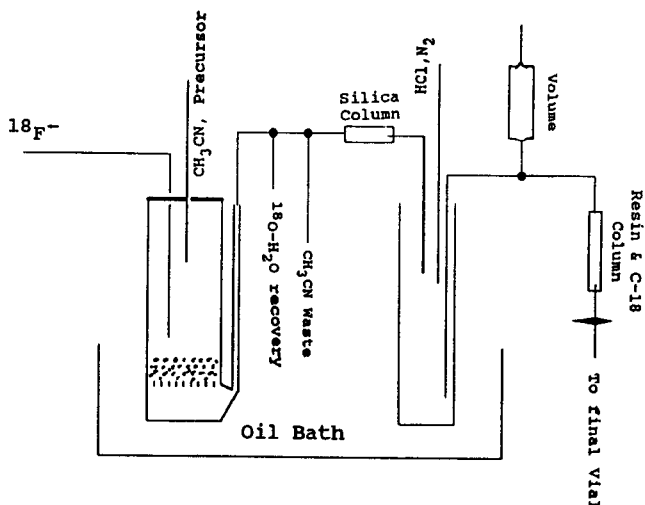 18F-
CH3CN, Precursor
18O-H2O recovery
CH3CN Waste
Silica
Column
HCl,N2
Volume
Resin & C-18
Column
To final Vial
Oil Bath